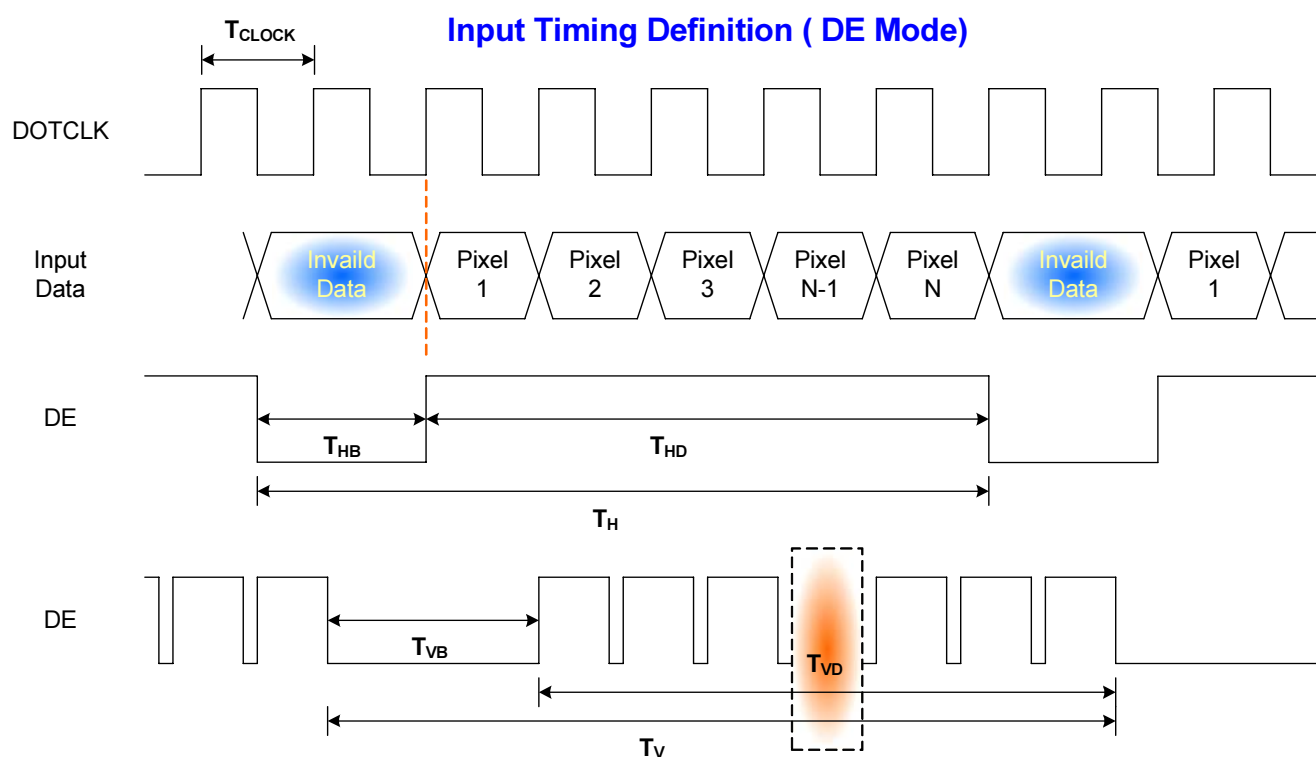 Input Timing Definition ( DE Mode)
TCLOCK
DOTCLK
Input
Data
Invaild
Data
Pixel
1
Pixel
2
Pixel
3
Pixel
N-1
Pixel
N
Invaild
Data
Pixel
1
DE
THB
THD
TH
DE
TVB
TVD
TV